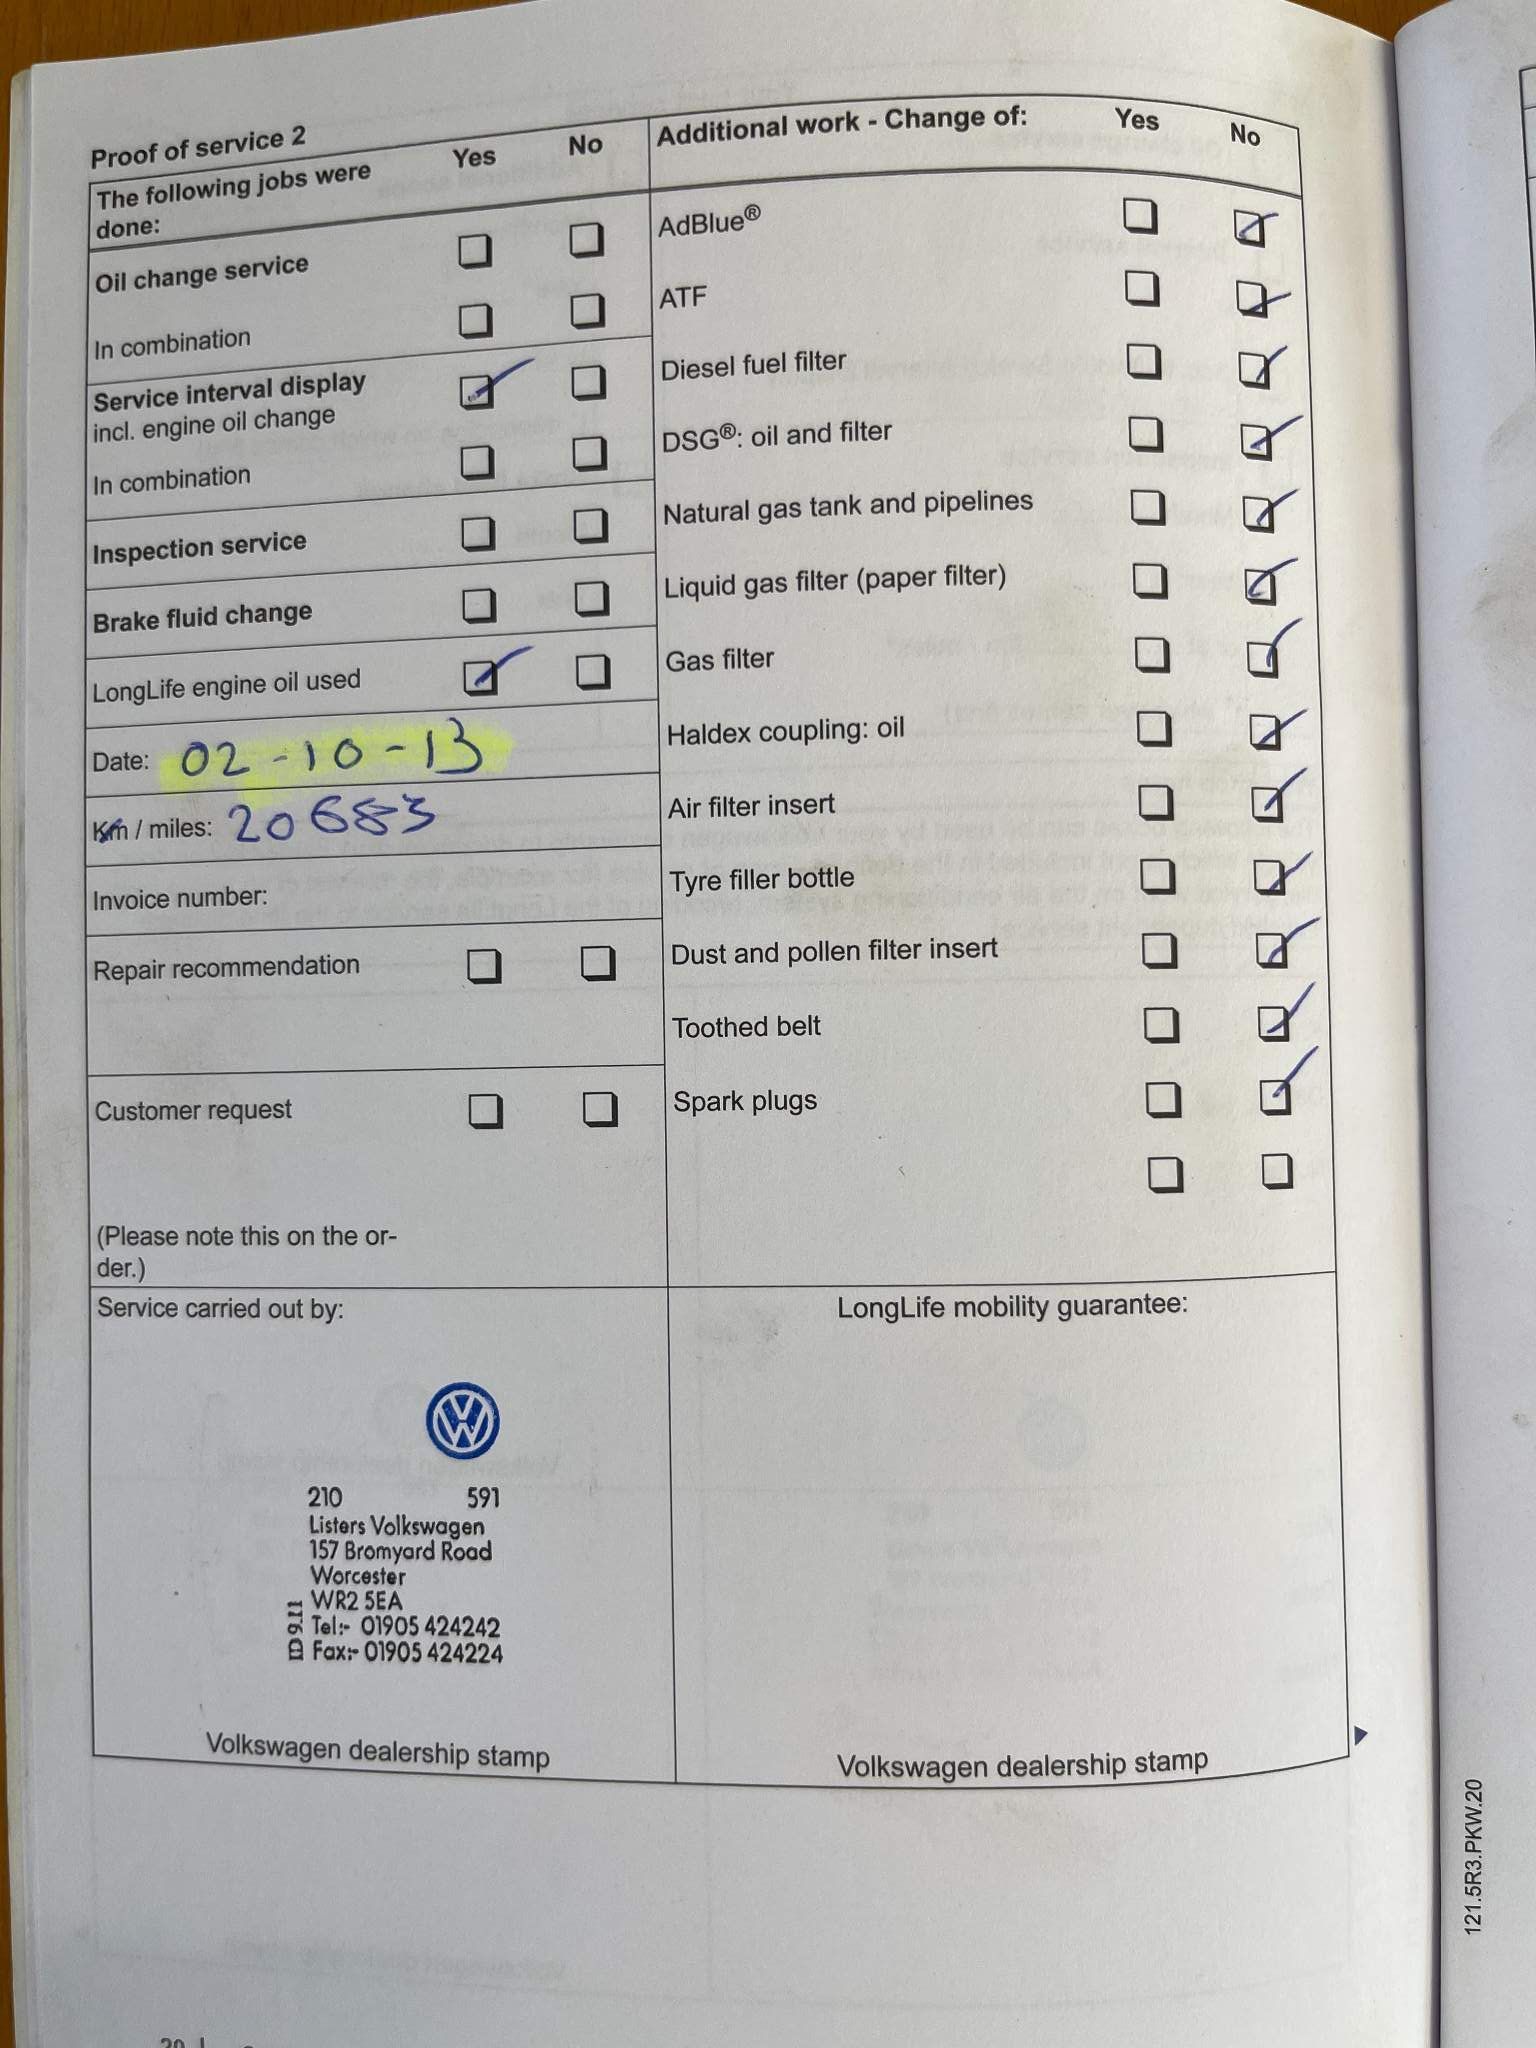 Proof of service 2
The following jobs were done: Yes No
Oil change service
In combination
Service interval display
incl. engine oil change
In combination
Inspection service
Brake fluid change
LongLife engine oil used
Date: 02-10-13
Km / miles: 20683
Invoice number:
Repair recommendation
Customer request
(Please note this on the or-
der.)
Additional work - Change of: Yes No
AdBlue®
ATF
Diesel fuel filter
DSG®: oil and filter
Natural gas tank and pipelines
Liquid gas filter (paper filter)
Gas filter
Haldex coupling: oil
Air filter insert
Tyre filler bottle
Dust and pollen filter insert
Toothed belt
Spark plugs
Service carried out by:
VW
210 591
Listers Volkswagen
157 Bromyard Road
Worcester
WR2 5EA
Tel:- 01905 424242
Fax:- 01905 424224
ED 9.11
Volkswagen dealership stamp
LongLife mobility guarantee:
Volkswagen dealership stamp
121.5R3.PKW.20